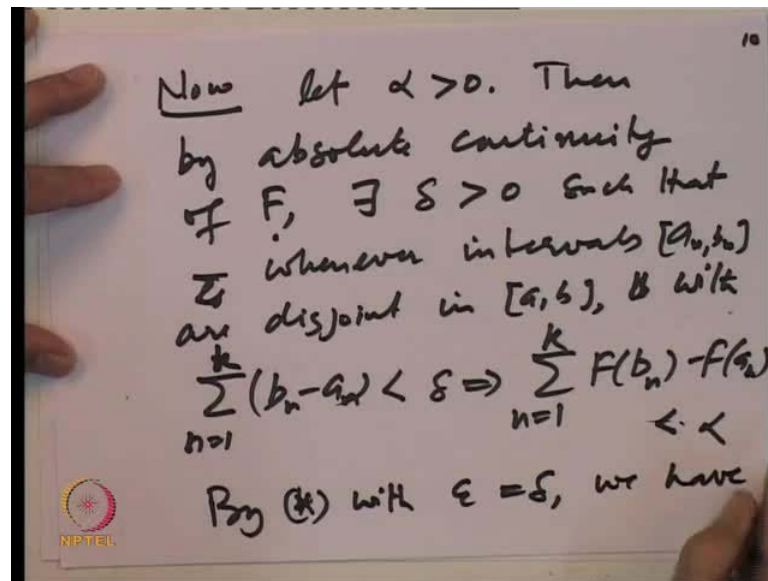 10
Now let α > 0. Then
by absolute continuity
of F, ∃ δ > 0 such that
whenever intervals [aₙ, bₙ]
are disjoint in [a, b], with
k k
∑ (bₙ - aₙ) < δ ⇒ ∑ F(bₙ) - F(aₙ)
n=1 n=1 < α
By (*) with ε = δ, we have
NPTEL